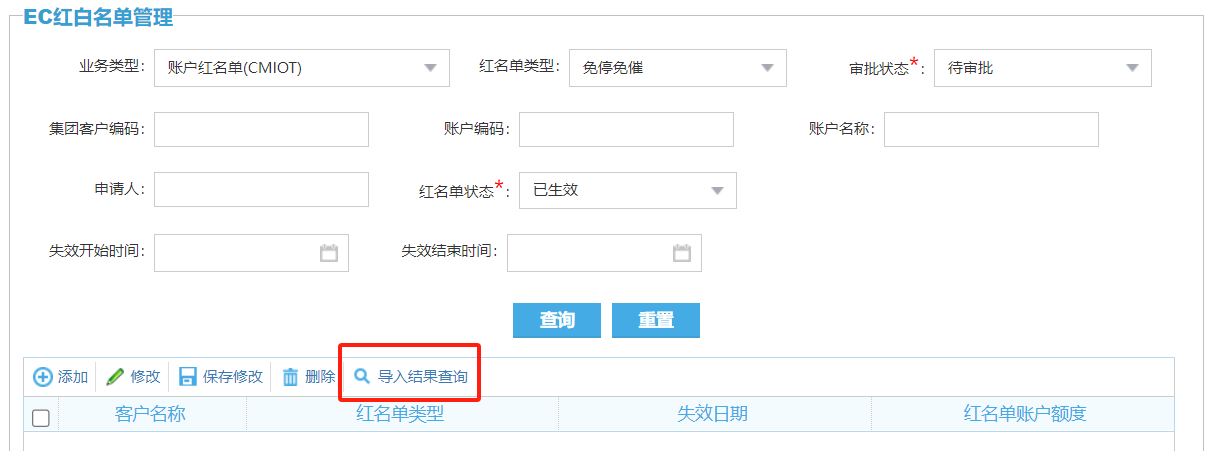 EC红白名单管理
业务类型: 账户红名单(CMIOT) 红名单类型: 免停免催 审批状态*: 待审批
集团客户编码: 账户编码: 账户名称:
申请人: 红名单状态*: 已生效
失效开始时间: 失效结束时间:
查询 重置
添加 修改 保存修改 删除 导入结果查询
客户名称 红名单类型 失效日期 红名单账户额度